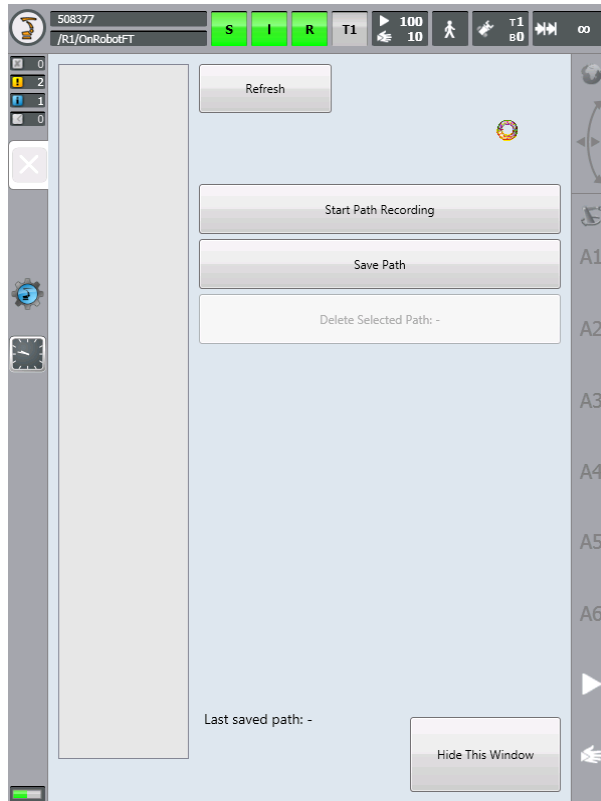 508377
/R1/OnRobotFT
S
I
R
T1
100
10
T1
B0
∞
0
2
1
0
Refresh
Start Path Recording
Save Path
Delete Selected Path: -
A1
A2
A3
A4
A5
A6
Last saved path: -
Hide This Window